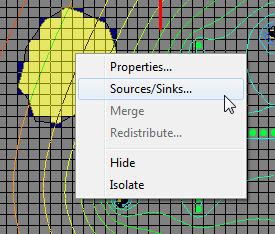 Properties...
Sources/Sinks...
Merge
Redistribute...
Hide
Isolate